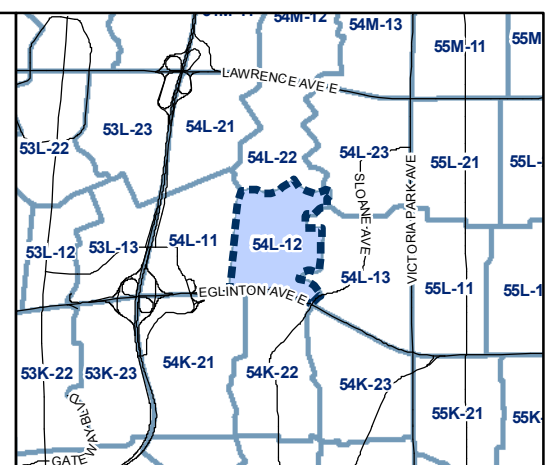 54M-12
54M-13
55M-11
55M
LAWRENCE AVE E
53L-23
54L-21
53L-22
54L-22
54L-23
55L-21
55L-
SLOANE AVE
VICTORIA PARK AVE
53L-12
53L-13
54L-11
54L-12
54L-13
55L-11
55L-1
EGLINTON AVE E
53K-22
53K-23
54K-21
54K-22
54K-23
55K-21
55K-
GATEWAY BLVD